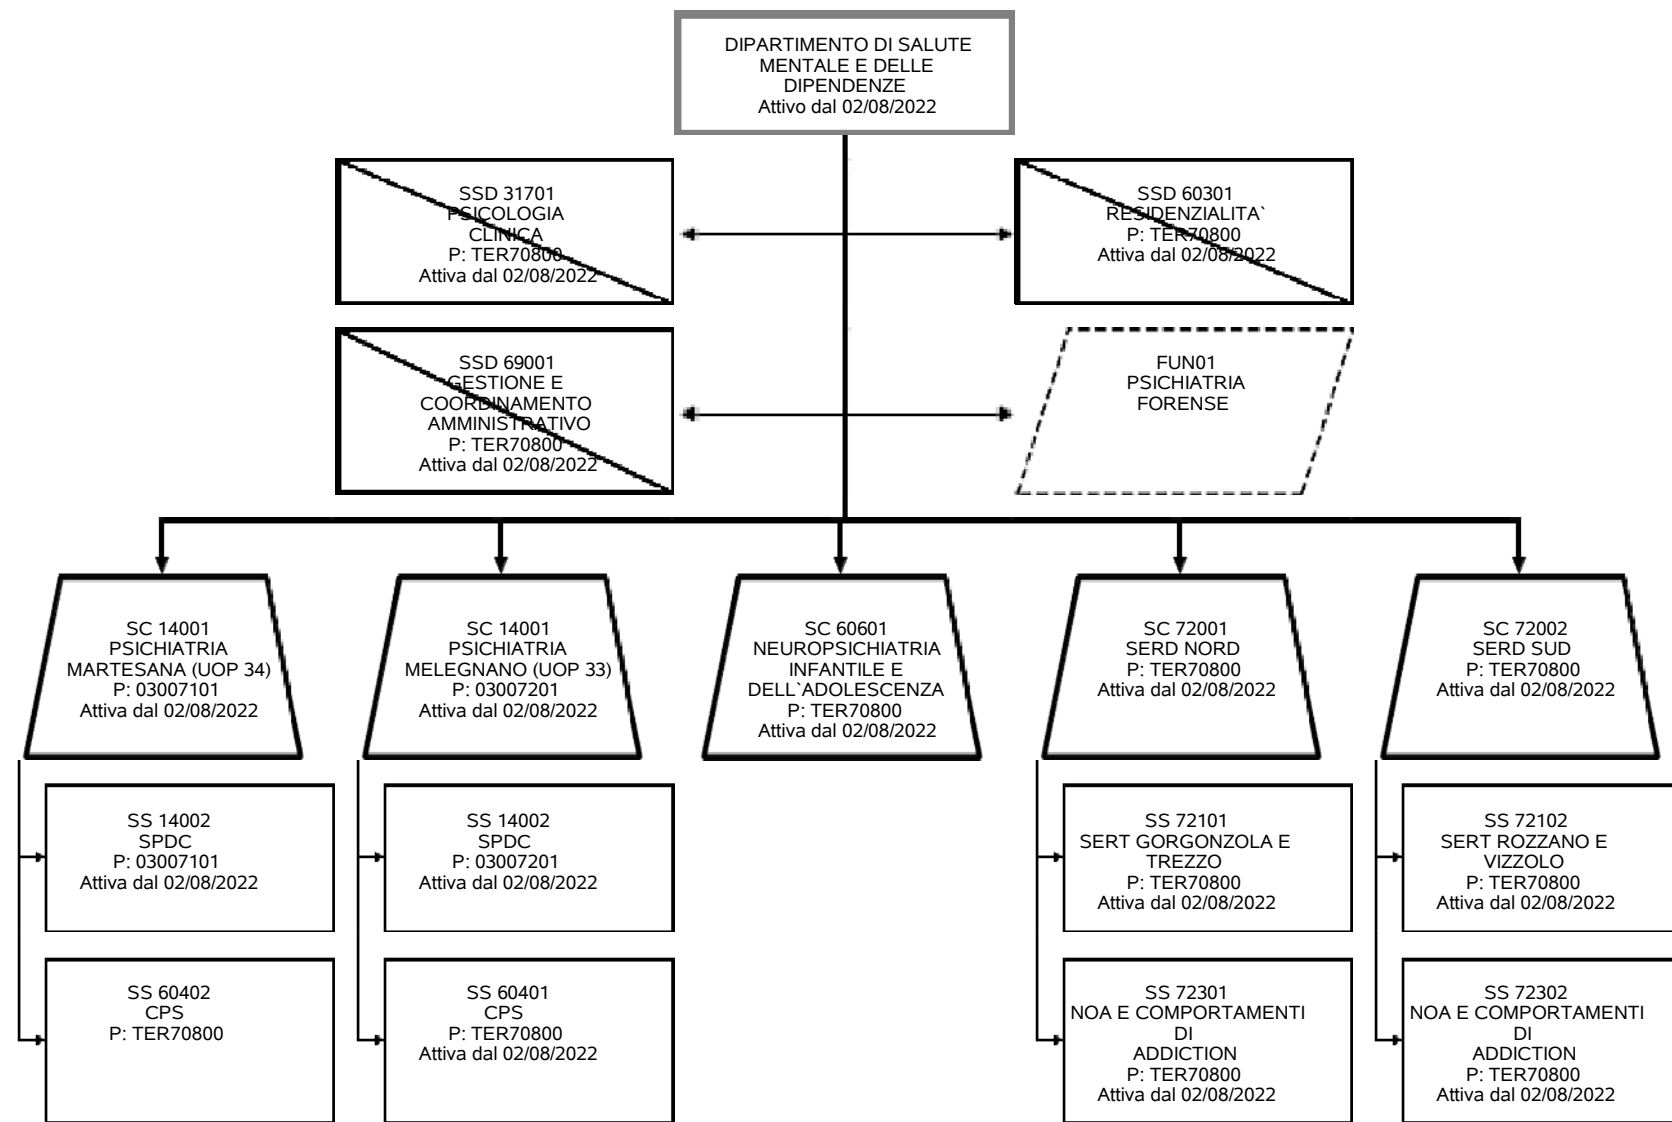 DIPARTIMENTO DI SALUTE
MENTALE E DELLE
DIPENDENZE
Attivo dal 02/08/2022
SSD 31701
PSICOLOGIA
CLINICA
P: TER70800
Attiva dal 02/08/2022
SSD 60301
RESIDENZIALITA`
P: TER70800
Attiva dal 02/08/2022
SSD 69001
GESTIONE E
COORDINAMENTO
AMMINISTRATIVO
P: TER70800
Attiva dal 02/08/2022
FUN01
PSICHIATRIA
FORENSE
SC 14001
PSICHIATRIA
MARTESANA (UOP 34)
P: 03007101
Attiva dal 02/08/2022
SC 14001
PSICHIATRIA
MELEGNANO (UOP 33)
P: 03007201
Attiva dal 02/08/2022
SC 60601
NEUROPSICHIATRIA
INFANTILE E
DELL`ADOLESCENZA
P: TER70800
Attiva dal 02/08/2022
SC 72001
SERD NORD
P: TER70800
Attiva dal 02/08/2022
SC 72002
SERD SUD
P: TER70800
Attiva dal 02/08/2022
SS 14002
SPDC
P: 03007101
Attiva dal 02/08/2022
SS 14002
SPDC
P: 03007201
Attiva dal 02/08/2022
SS 72101
SERT GORGONZOLA E
TREZZO
P: TER70800
Attiva dal 02/08/2022
SS 72102
SERT ROZZANO E
VIZZOLO
P: TER70800
Attiva dal 02/08/2022
SS 60402
CPS
P: TER70800
SS 60401
CPS
P: TER70800
Attiva dal 02/08/2022
SS 72301
NOA E COMPORTAMENTI
DI
ADDICTION
P: TER70800
Attiva dal 02/08/2022
SS 72302
NOA E COMPORTAMENTI
DI
ADDICTION
P: TER70800
Attiva dal 02/08/2022